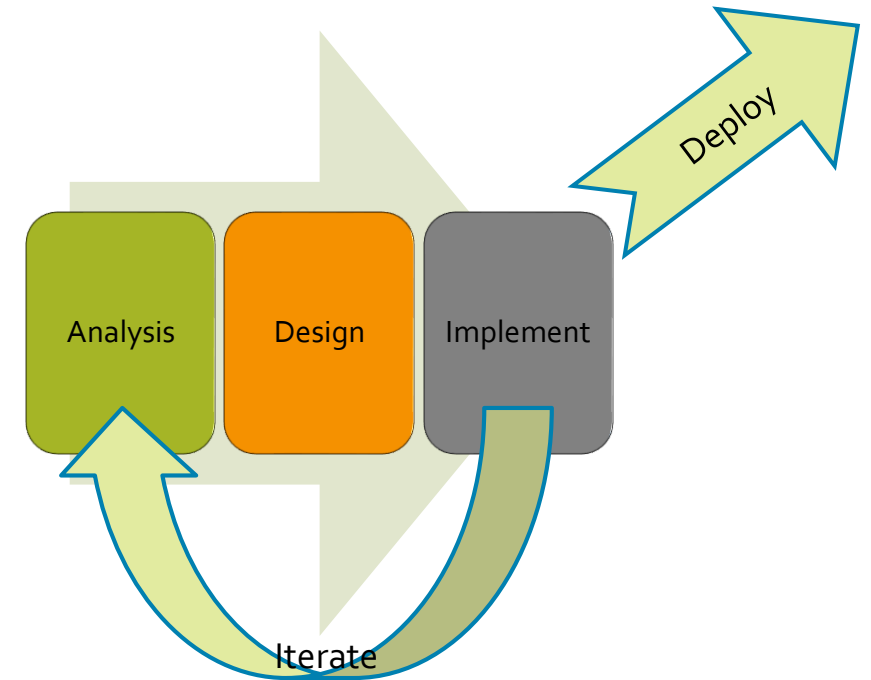 Deploy
Analysis
Design
Implement
Iterate